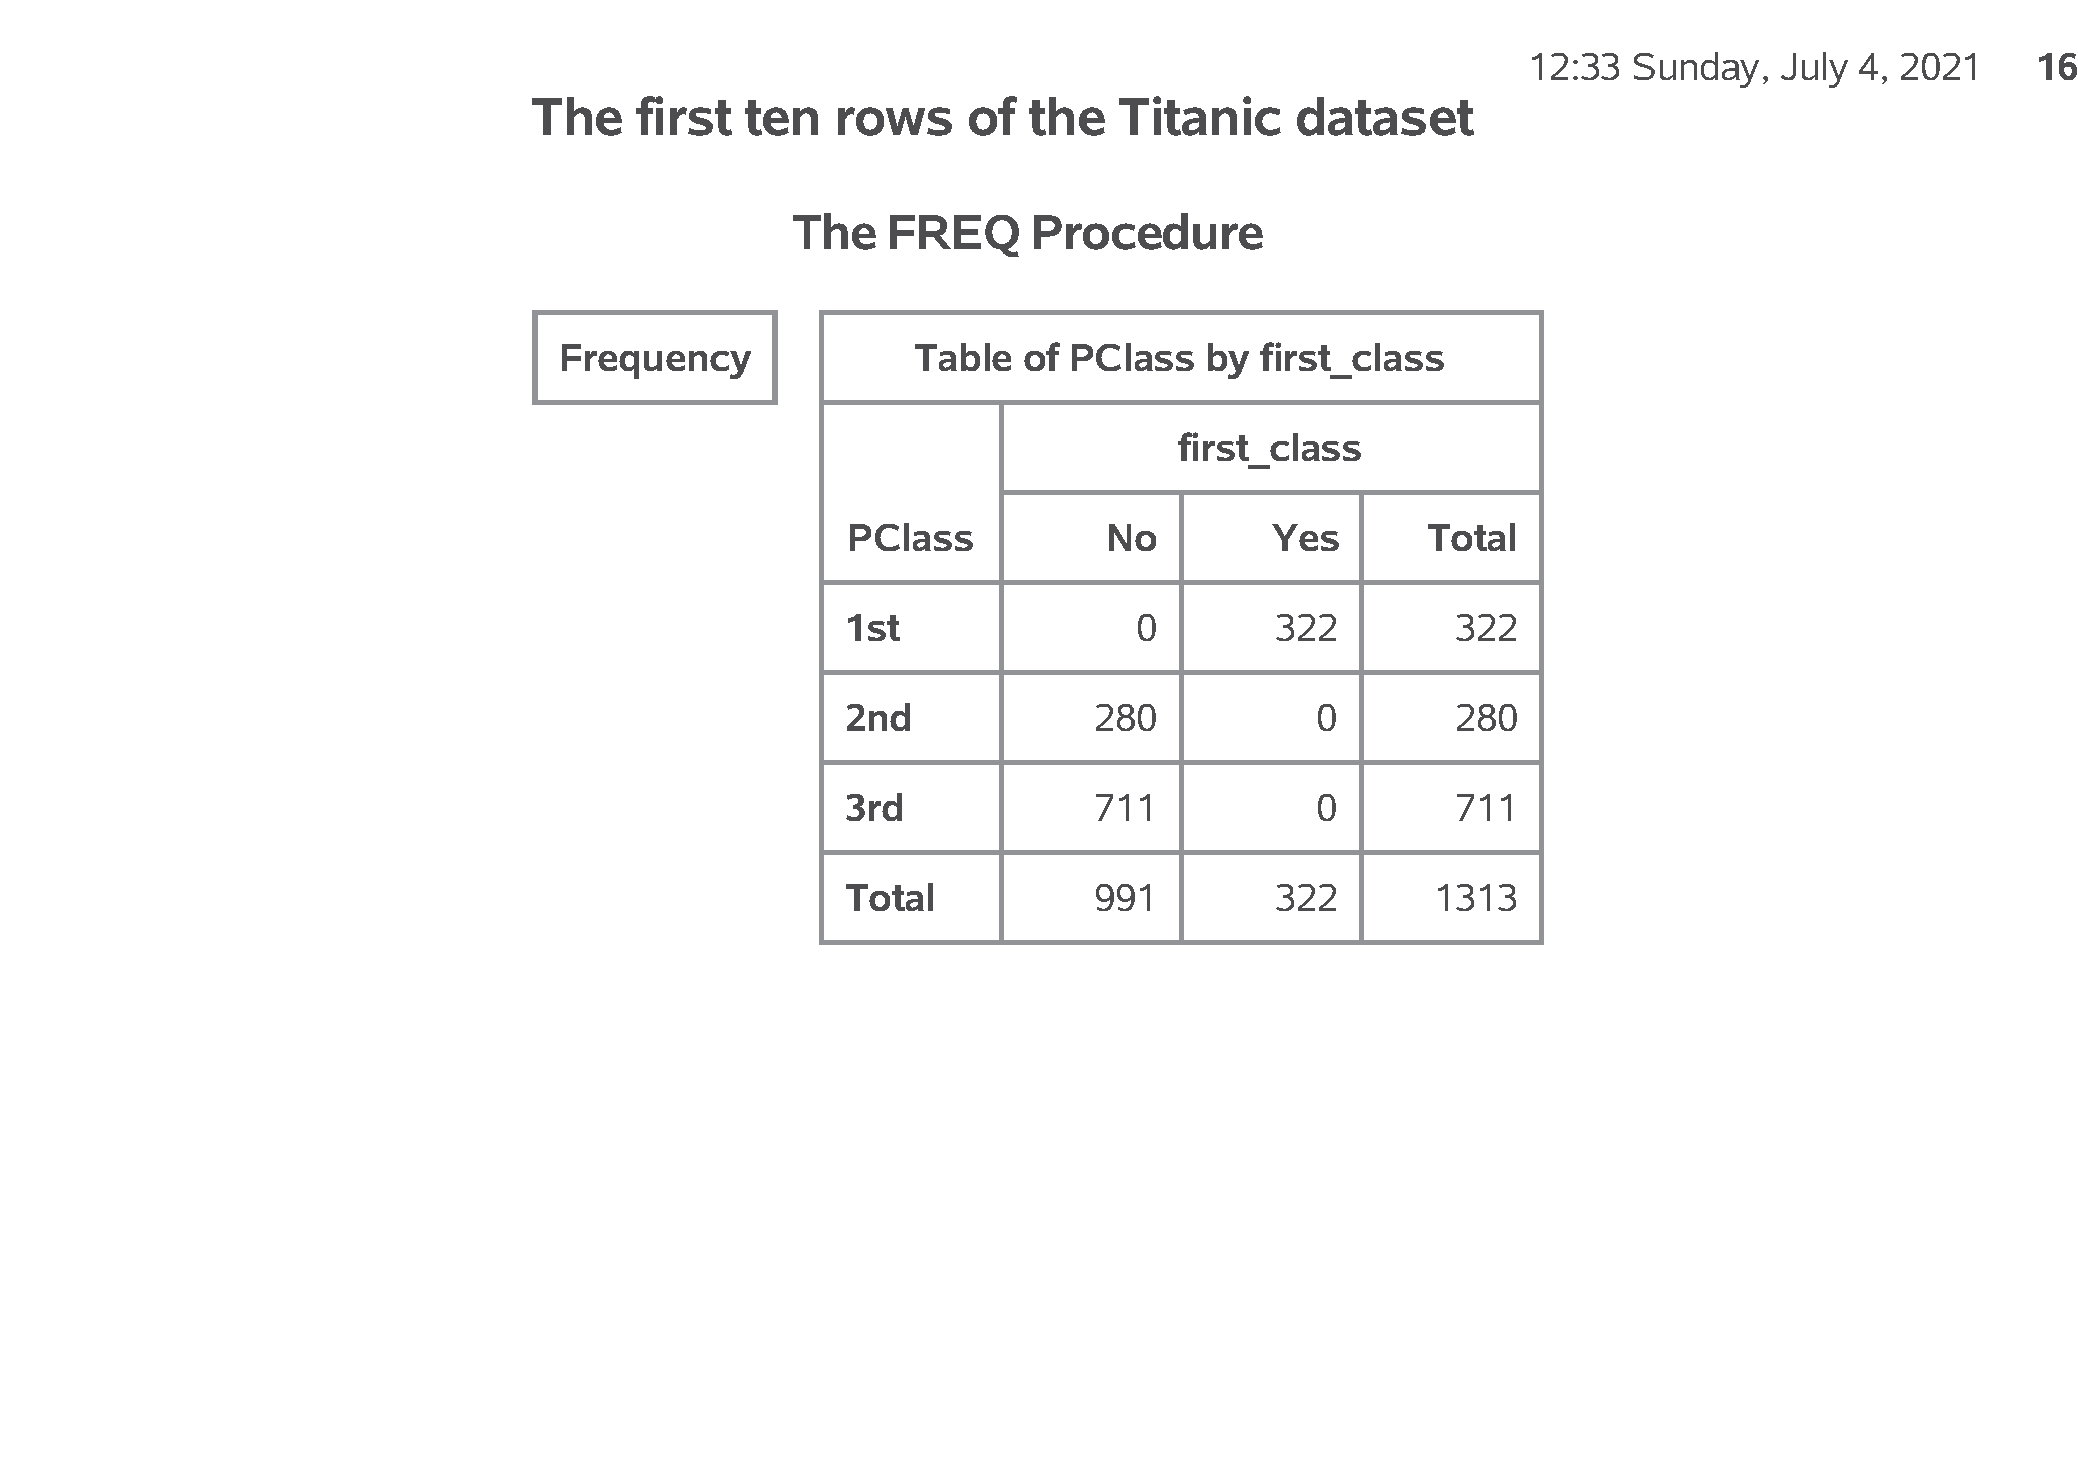 12:33 Sunday, July 4, 2021 16
The first ten rows of the Titanic dataset
The FREQ Procedure
Frequency
Table of PClass by first_class
first_class
PClass No Yes Total
1st 0 322 322
2nd 280 0 280
3rd 711 0 711
Total 991 322 1313